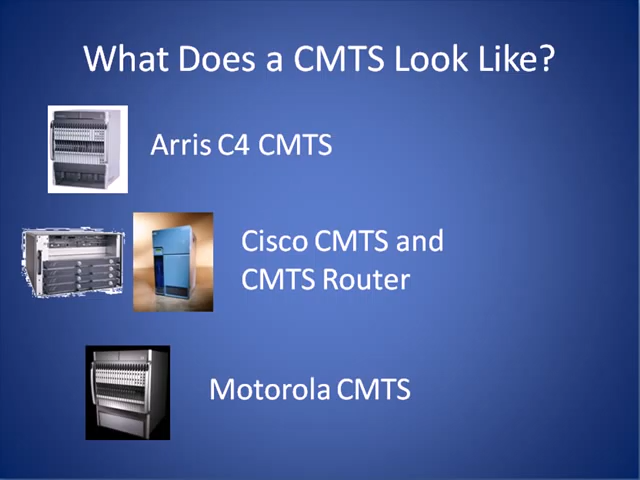 What Does a CMTS Look Like?
Arris C4 CMTS
Cisco CMTS and
CMTS Router
Motorola CMTS